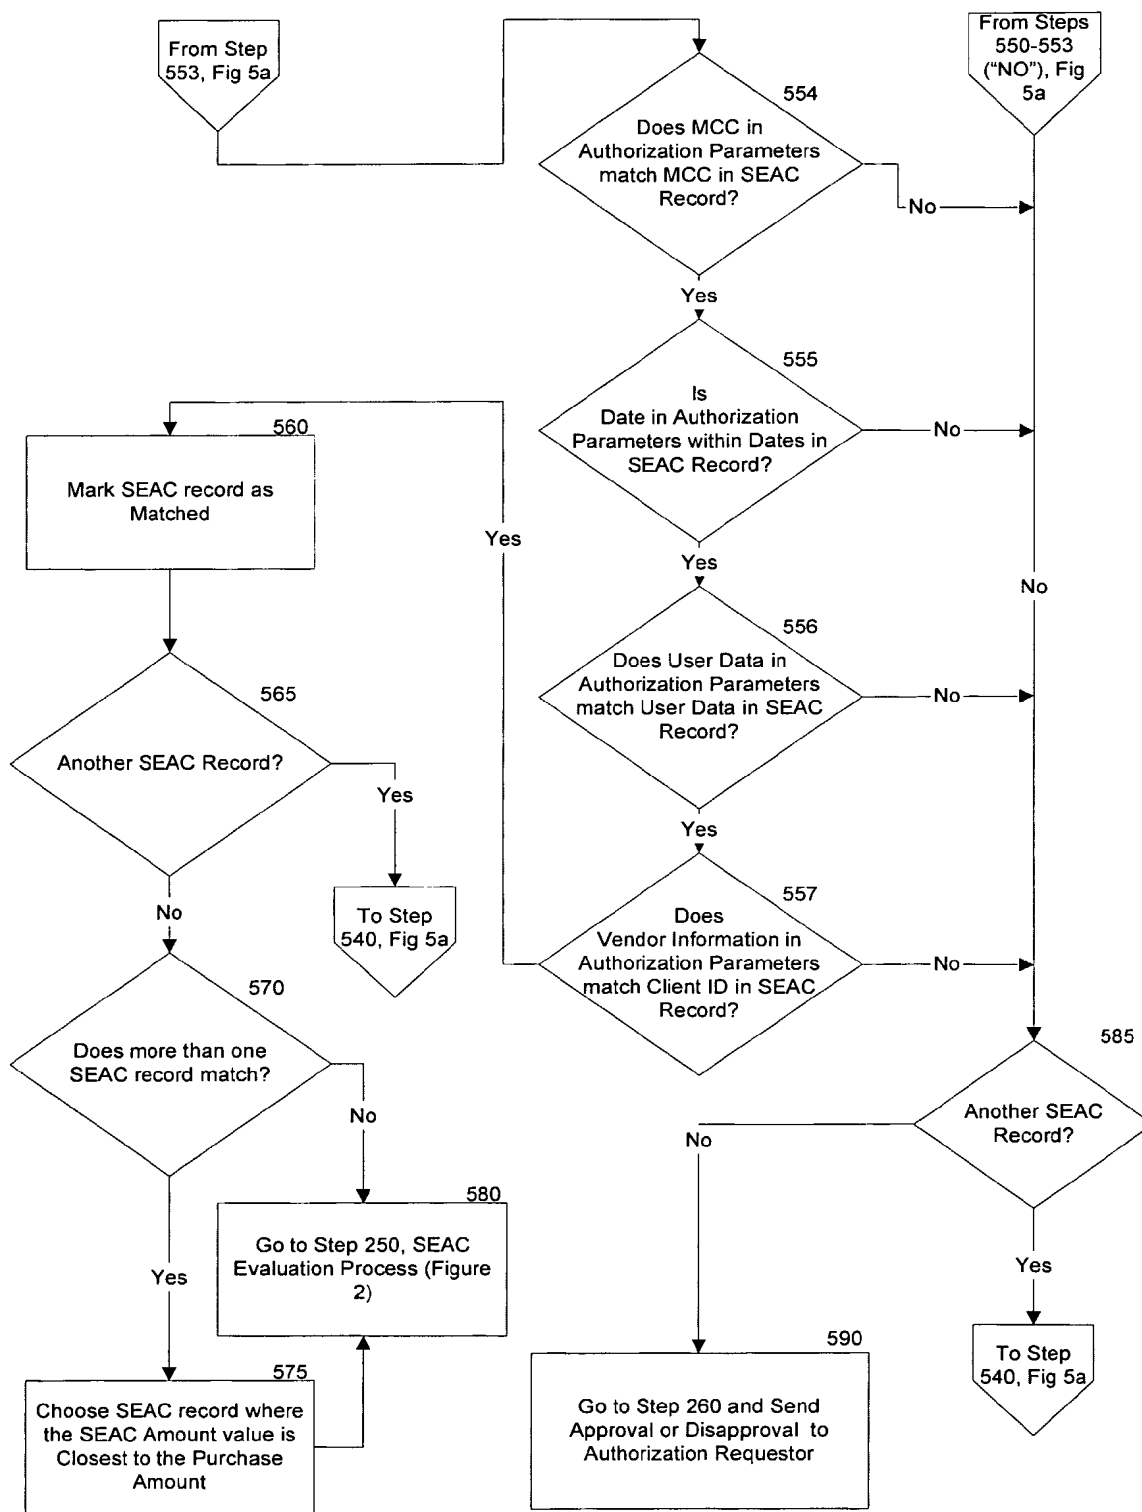 From Step
553, Fig 5a
From Steps
550-553
("NO"), Fig
5a
554
Does MCC in
Authorization Parameters
match MCC in SEAC
Record?
No
Yes
555
Is
Date in Authorization
Parameters within Dates in
SEAC Record?
No
Yes
560
Mark SEAC record as
Matched
Yes
No
556
Does User Data in
Authorization Parameters
match User Data in SEAC
Record?
No
Yes
565
Another SEAC Record?
Yes
To Step
540, Fig 5a
No
557
Does
Vendor Information in
Authorization Parameters
match Client ID in SEAC
Record?
No
570
Does more than one
SEAC record match?
No
Yes
585
Another SEAC
Record?
No
Yes
To Step
540, Fig 5a
580
Go to Step 250, SEAC
Evaluation Process (Figure
2)
575
Choose SEAC record where
the SEAC Amount value is
Closest to the Purchase
Amount
590
Go to Step 260 and Send
Approval or Disapproval to
Authorization Requestor